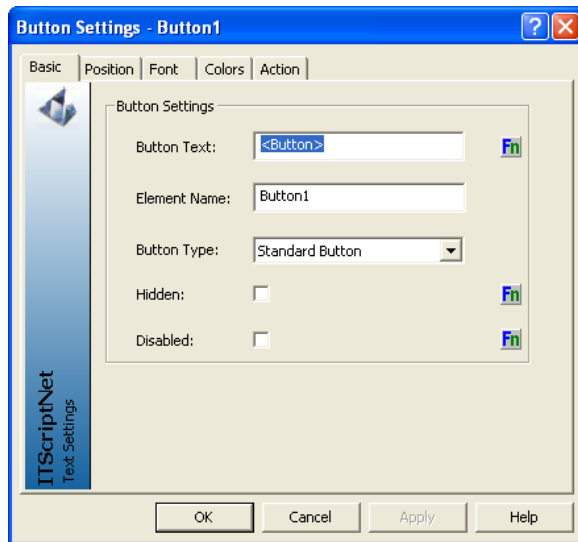 Button Settings - Button1
Basic Position Font Colors Action
Button Settings
Button Text: <Button> Fn
Element Name: Button1
Button Type: Standard Button
Hidden: Fn
Disabled: Fn
ITScriptNet
Text Settings
OK Cancel Apply Help